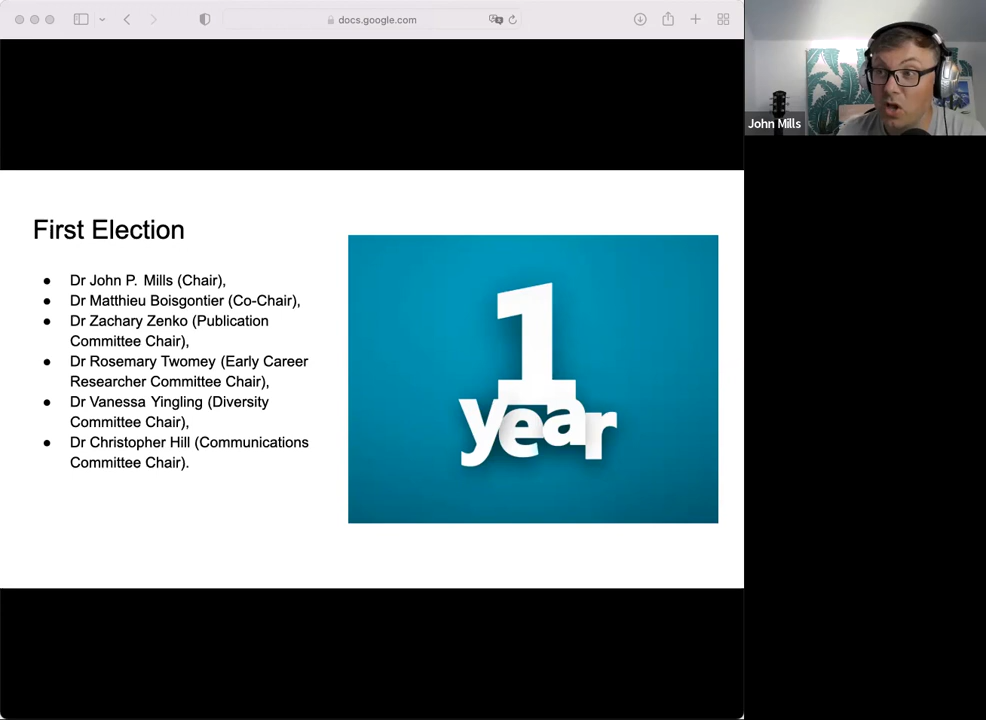 docs.google.com
John Mills
First Election
● Dr John P. Mills (Chair),
● Dr Matthieu Boisgontier (Co-Chair),
● Dr Zachary Zenko (Publication
Committee Chair),
● Dr Rosemary Twomey (Early Career
Researcher Committee Chair),
● Dr Vanessa Yingling (Diversity
Committee Chair),
● Dr Christopher Hill (Communications
Committee Chair).
1
year